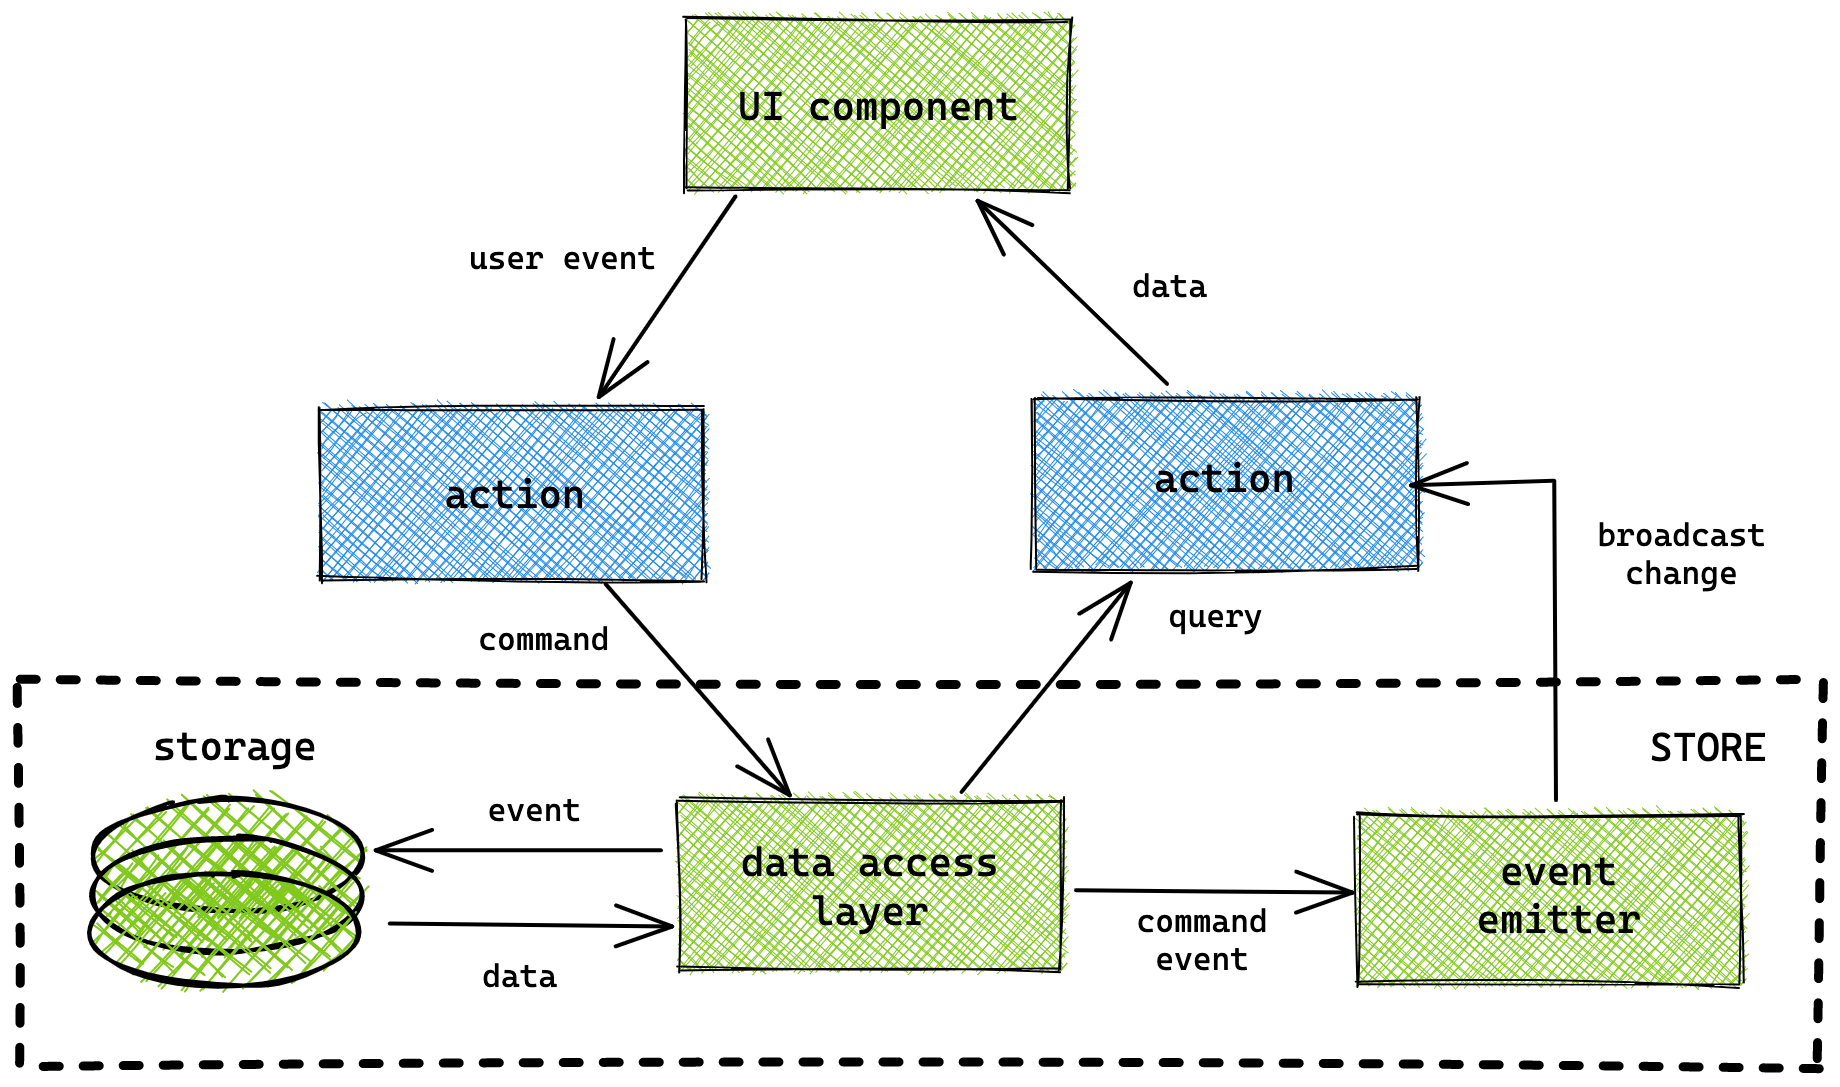 UI component
user event
data
action
action
broadcast
change
query
command
storage
STORE
event
data access
layer
event
emitter
command
event
data